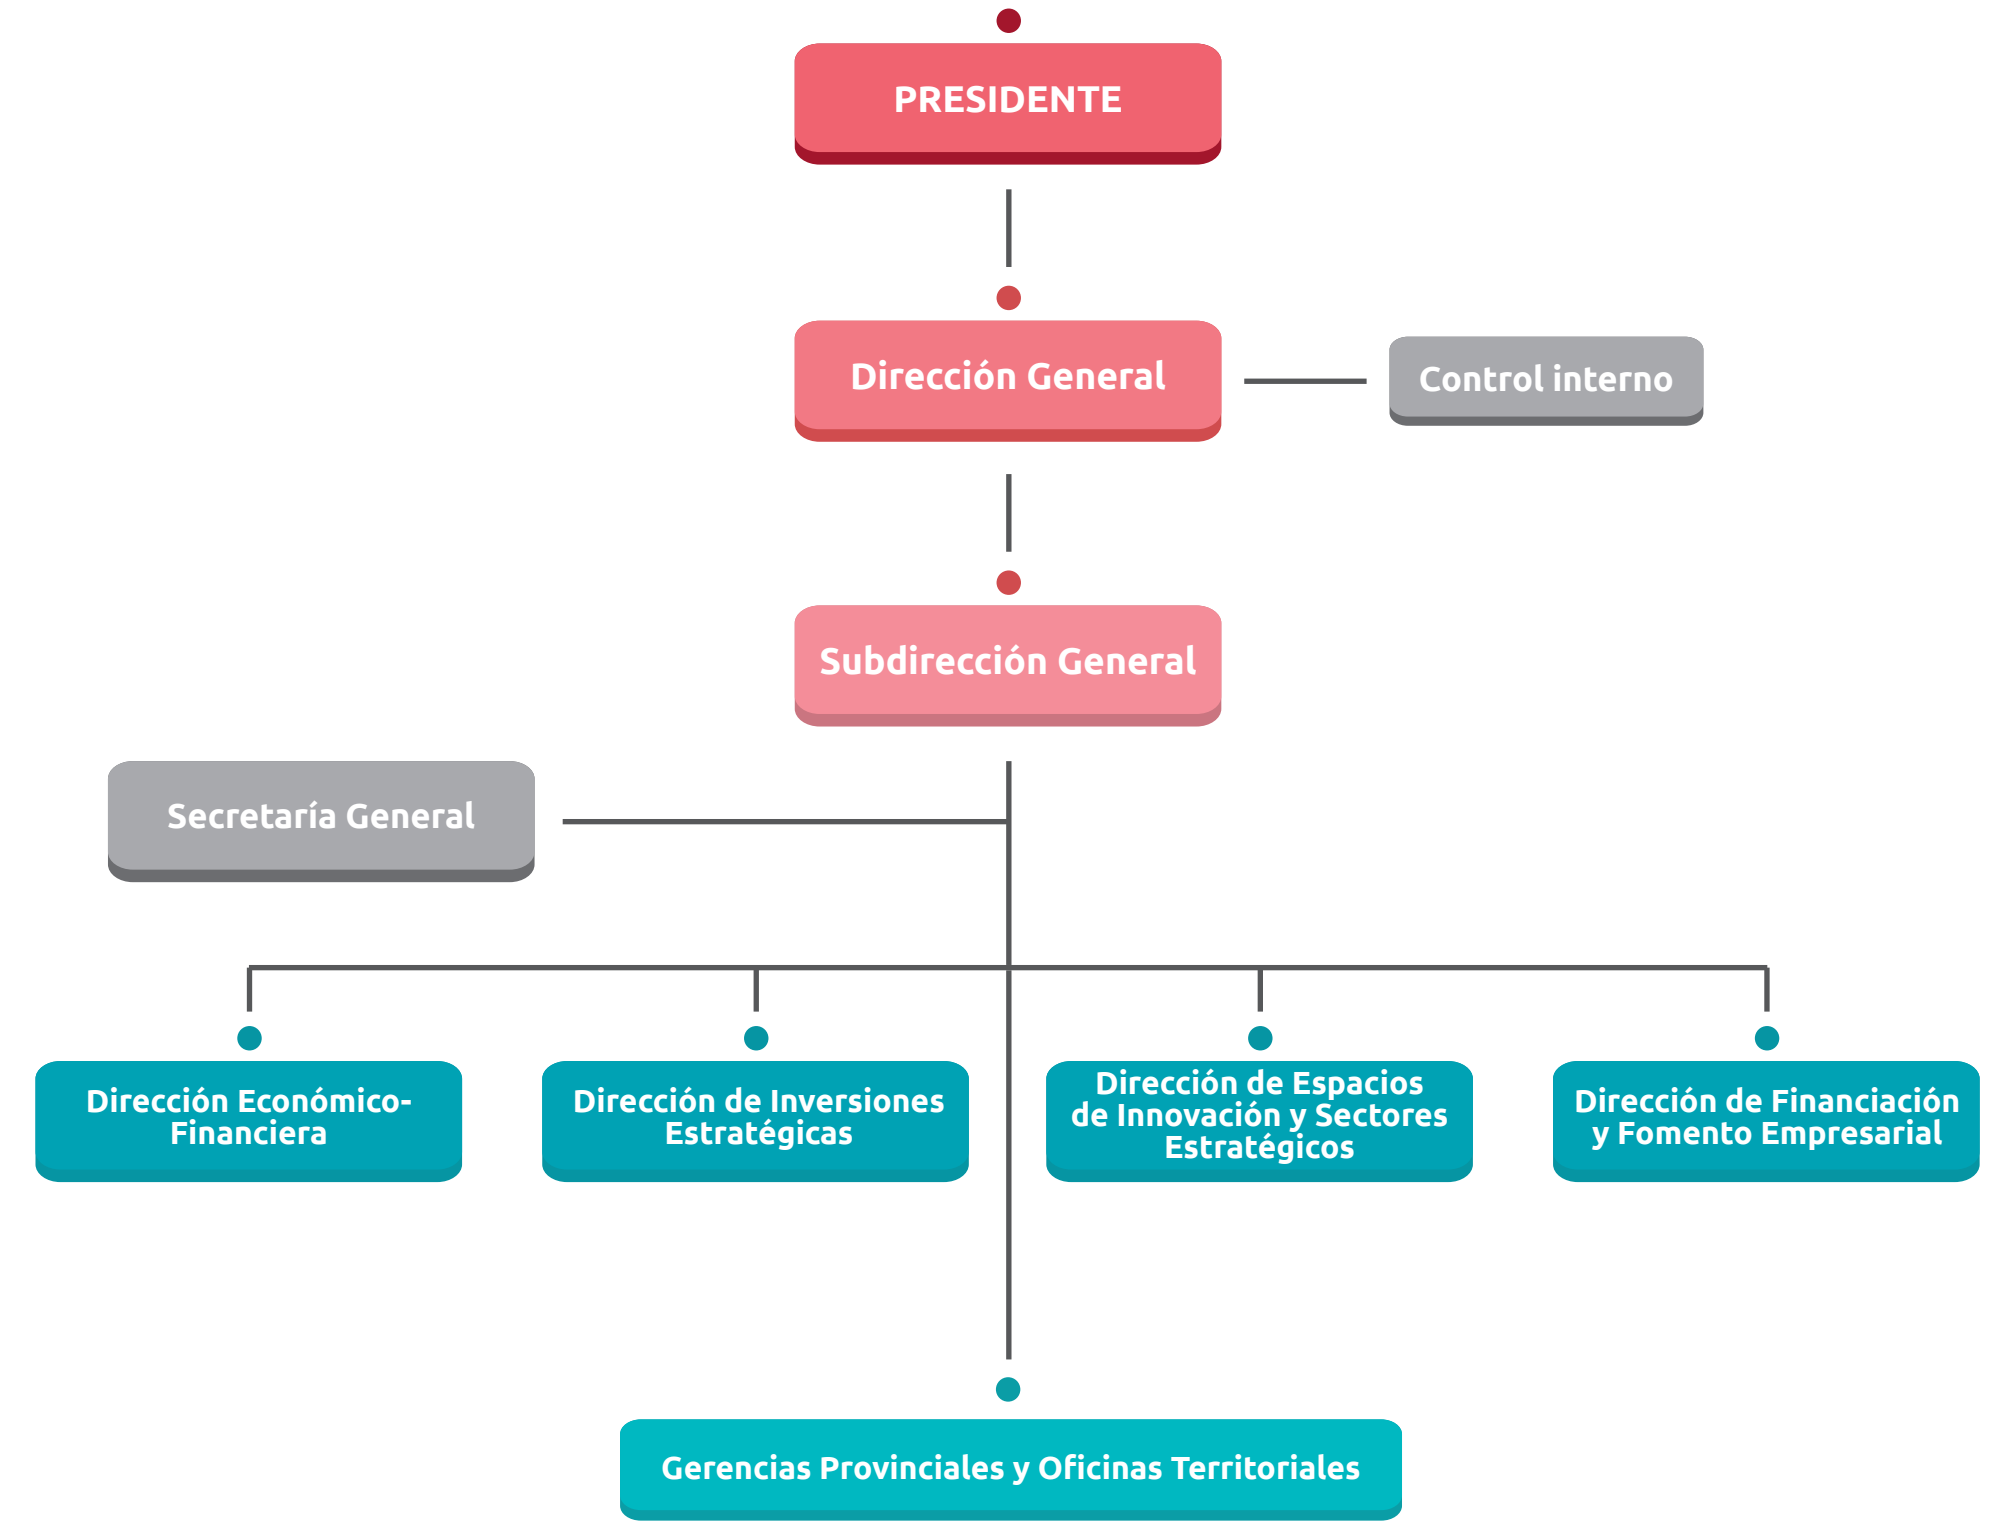 PRESIDENTE
Dirección General
Control interno
Subdirección General
Secretaría General
Dirección Económico-
Financiera
Dirección de Inversiones
Estratégicas
Dirección de Espacios
de Innovación y Sectores
Estratégicos
Dirección de Financiación
y Fomento Empresarial
Gerencias Provinciales y Oficinas Territoriales